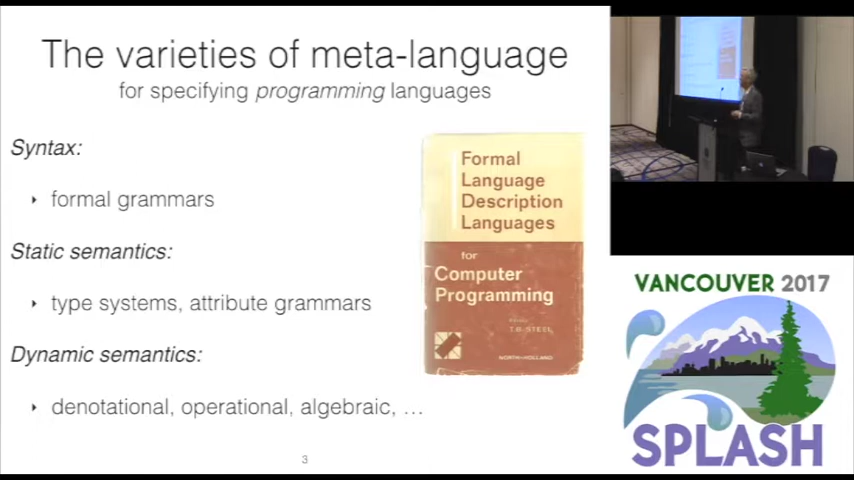 The varieties of meta-language
for specifying programming languages
Syntax:
‣ formal grammars
Static semantics:
‣ type systems, attribute grammars
Dynamic semantics:
‣ denotational, operational, algebraic, …
3
Formal
Language
Description
Languages
for
Computer
Programming
T.B. STEEL
NORTH-HOLLAND
VANCOUVER 2017
SPLASH